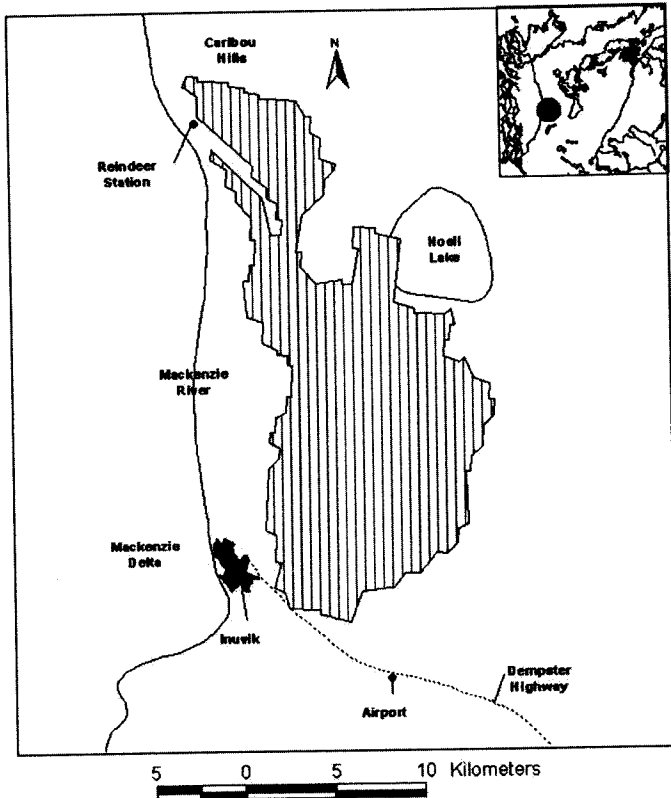 Caribou
Hills
N
Reindeer
Station
Noell
Lake
Mackenzie
River
Mackenzie
Delta
Inuvik
Dempster
Highway
Airport
5 0 5 10 Kilometers